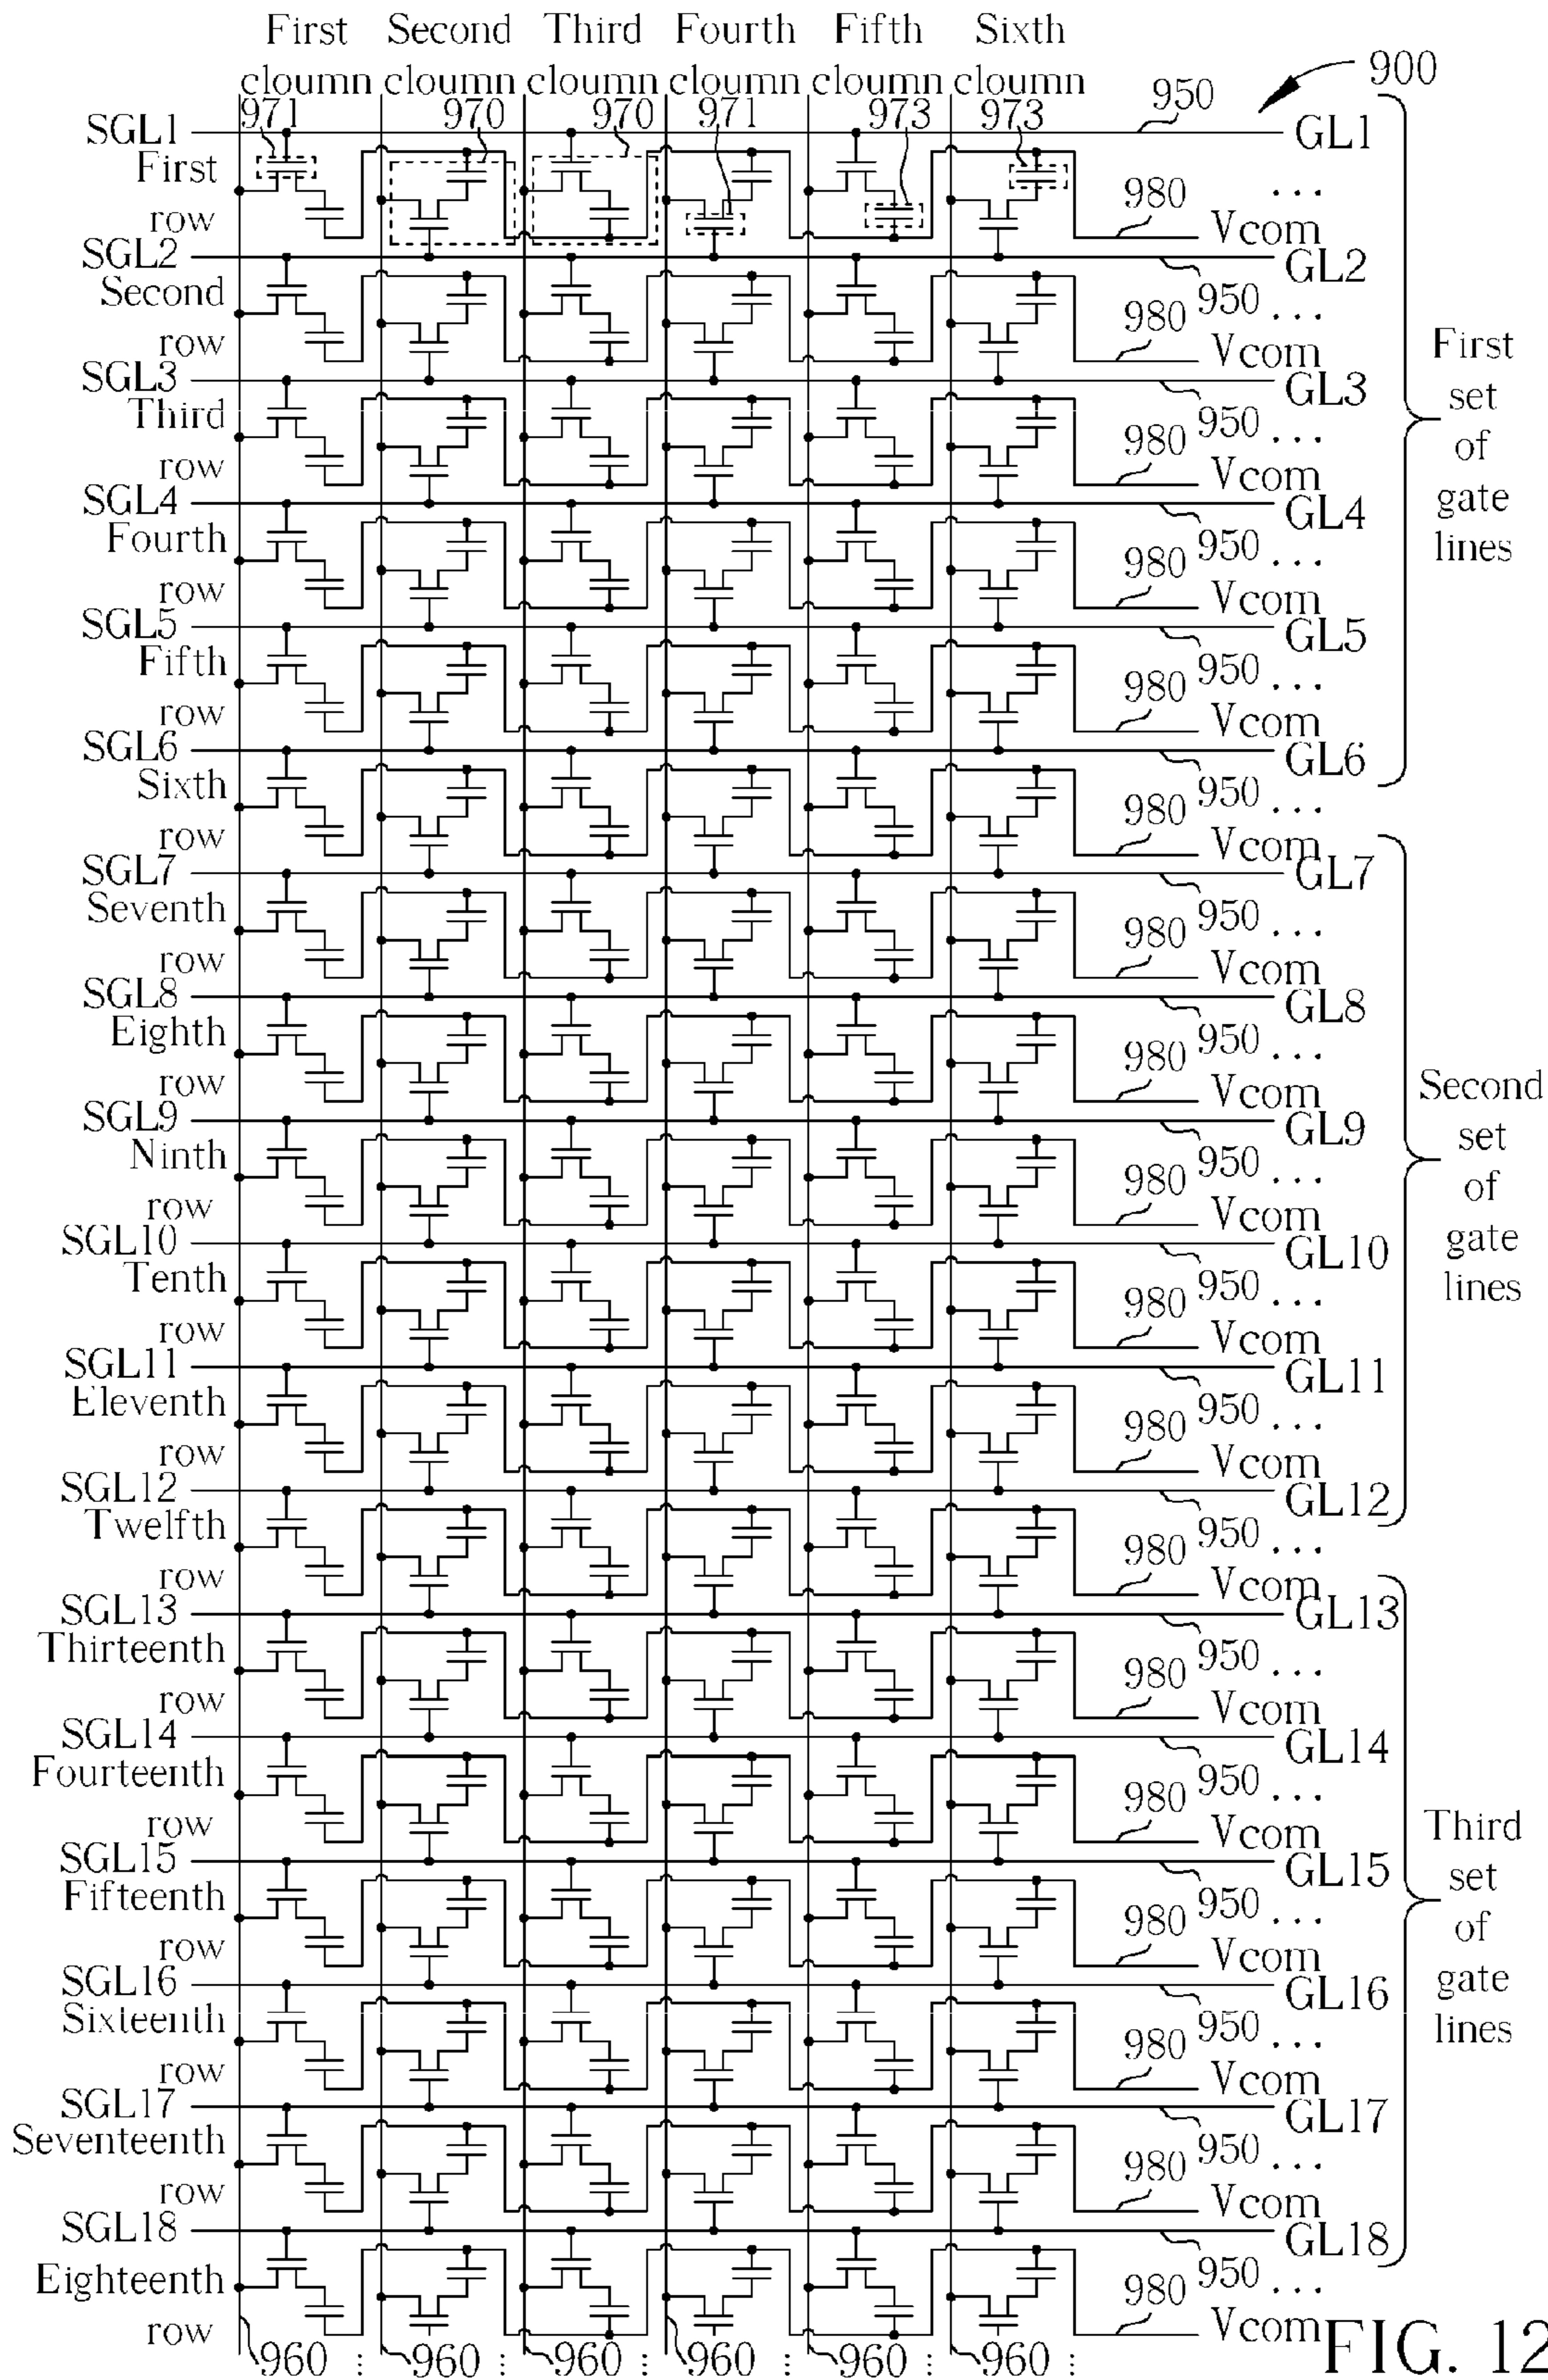 First Second Third Fourth Fifth Sixth
cloumn cloumn cloumn cloumn cloumn cloumn
900
971 970 970 971 973 973 950
SGL1 GL1
First
row 980 ...
Vcom
SGL2 GL2
Second 950 ...
row 980
Vcom
SGL3 GL3
Third 950 ...
row 980
Vcom
SGL4 GL4
Fourth 950 ...
row 980
Vcom
SGL5 GL5
Fifth 950 ...
row 980
Vcom
SGL6 GL6
Sixth 950 ...
row 980
Vcom
First
set
of
gate
lines
SGL7 GL7
Seventh 950 ...
row 980
Vcom
SGL8 GL8
Eighth 950 ...
row 980
Vcom
SGL9 GL9
Ninth 950 ...
row 980
Vcom
SGL10 GL10
Tenth 950 ...
row 980
Vcom
SGL11 GL11
Eleventh 950 ...
row 980
Vcom
SGL12 GL12
Twelfth 950 ...
row 980
Vcom
Second
set
of
gate
lines
SGL13 GL13
Thirteenth 950 ...
row 980
Vcom
SGL14 GL14
Fourteenth 950 ...
row 980
Vcom
SGL15 GL15
Fifteenth 950 ...
row 980
Vcom
SGL16 GL16
Sixteenth 950 ...
row 980
Vcom
SGL17 GL17
Seventeenth 950 ...
row 980
Vcom
SGL18 GL18
Eighteenth 950 ...
row 980
Vcom
Third
set
of
gate
lines
960 960 960 960 960 960
FIG. 12